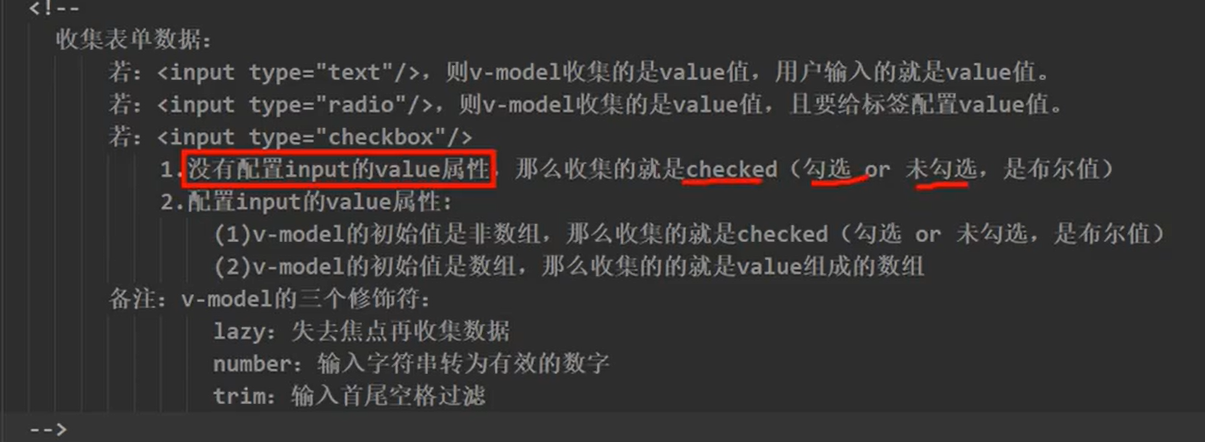 <!--
收集表单数据：
若：<input type="text"/>，则v-model收集的是value值，用户输入的就是value值。
若：<input type="radio"/>，则v-model收集的是value值，且要给标签配置value值。
若：<input type="checkbox"/>
1.没有配置input的value属性，那么收集的就是checked（勾选 or 未勾选，是布尔值）
2.配置input的value属性:
(1)v-model的初始值是非数组，那么收集的就是checked（勾选 or 未勾选，是布尔值）
(2)v-model的初始值是数组，那么收集的的就是value组成的数组
备注：v-model的三个修饰符：
lazy：失去焦点再收集数据
number：输入字符串转为有效的数字
trim：输入首尾空格过滤
-->